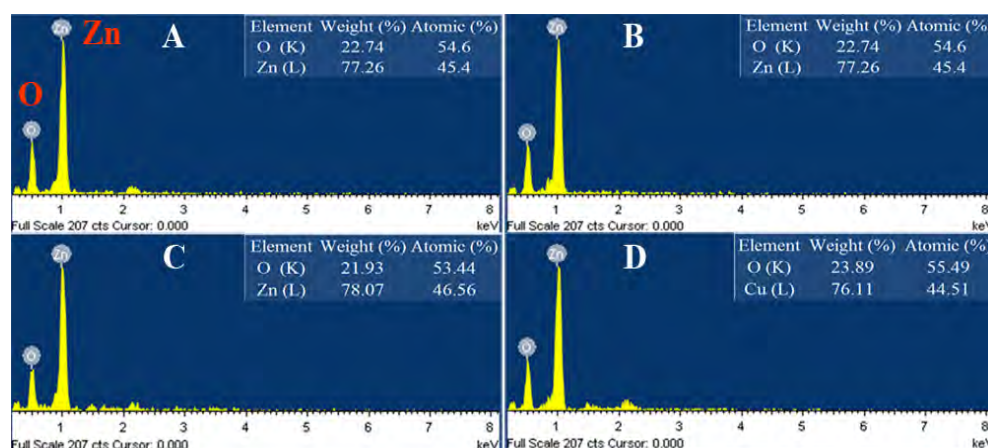 Zn
Zn
A
Element Weight (%) Atomic (%)
O (K) 22.74 54.6
Zn (L) 77.26 45.4
O
O
1 2 3 4 5 6 7 8
Full Scale 207 cts Cursor: 0.000 keV
Zn
B
Element Weight (%) Atomic (%)
O (K) 22.74 54.6
Zn (L) 77.26 45.4
O
1 2 3 4 5 6 7 8
Full Scale 207 cts Cursor: 0.000 keV
Zn
C
Element Weight (%) Atomic (%)
O (K) 21.93 53.44
Zn (L) 78.07 46.56
O
1 2 3 4 5 6 7 8
Full Scale 207 cts Cursor: 0.000 keV
Zn
D
Element Weight (%) Atomic (%)
O (K) 23.89 55.49
Cu (L) 76.11 44.51
O
1 2 3 4 5 6 7 8
Full Scale 207 cts Cursor: 0.000 keV